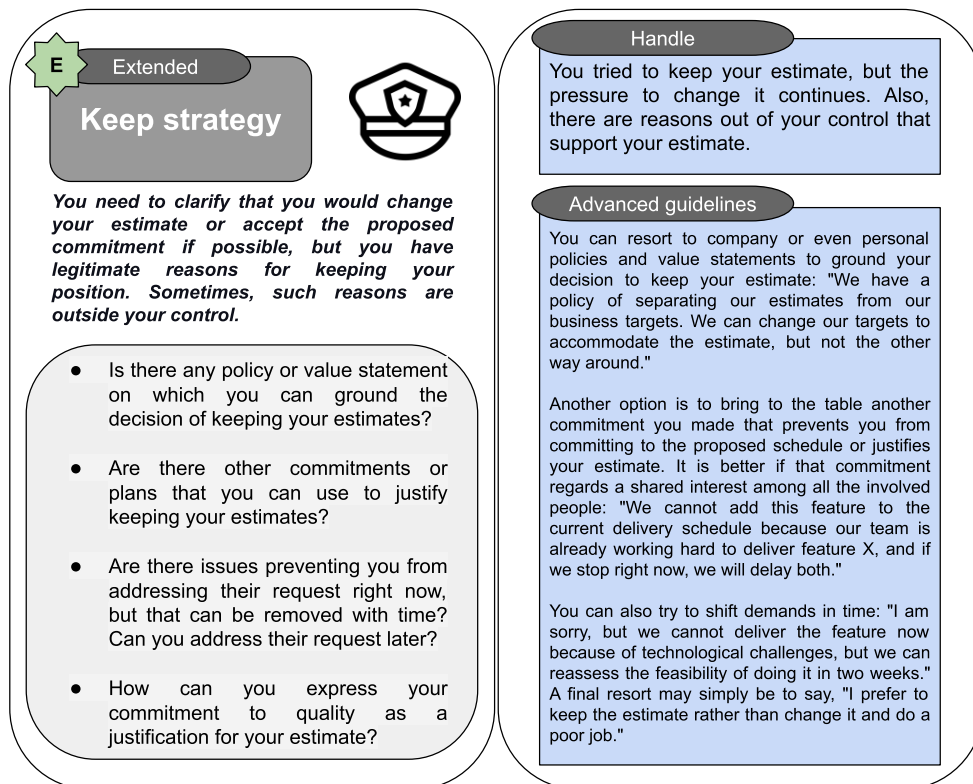 E
Extended
Keep strategy
You need to clarify that you would change
your estimate or accept the proposed
commitment if possible, but you have
legitimate reasons for keeping your
position. Sometimes, such reasons are
outside your control.
● Is there any policy or value statement
on which you can ground the
decision of keeping your estimates?
● Are there other commitments or
plans that you can use to justify
keeping your estimates?
● Are there issues preventing you from
addressing their request right now,
but that can be removed with time?
Can you address their request later?
● How can you express your
commitment to quality as a
justification for your estimate?
Handle
You tried to keep your estimate, but the
pressure to change it continues. Also,
there are reasons out of your control that
support your estimate.
Advanced guidelines
You can resort to company or even personal
policies and value statements to ground your
decision to keep your estimate: "We have a
policy of separating our estimates from our
business targets. We can change our targets to
accommodate the estimate, but not the other
way around."
Another option is to bring to the table another
commitment you made that prevents you from
committing to the proposed schedule or justifies
your estimate. It is better if that commitment
regards a shared interest among all the involved
people: "We cannot add this feature to the
current delivery schedule because our team is
already working hard to deliver feature X, and if
we stop right now, we will delay both."
You can also try to shift demands in time: "I am
sorry, but we cannot deliver the feature now
because of technological challenges, but we can
reassess the feasibility of doing it in two weeks."
A final resort may simply be to say, "I prefer to
keep the estimate rather than change it and do a
poor job."